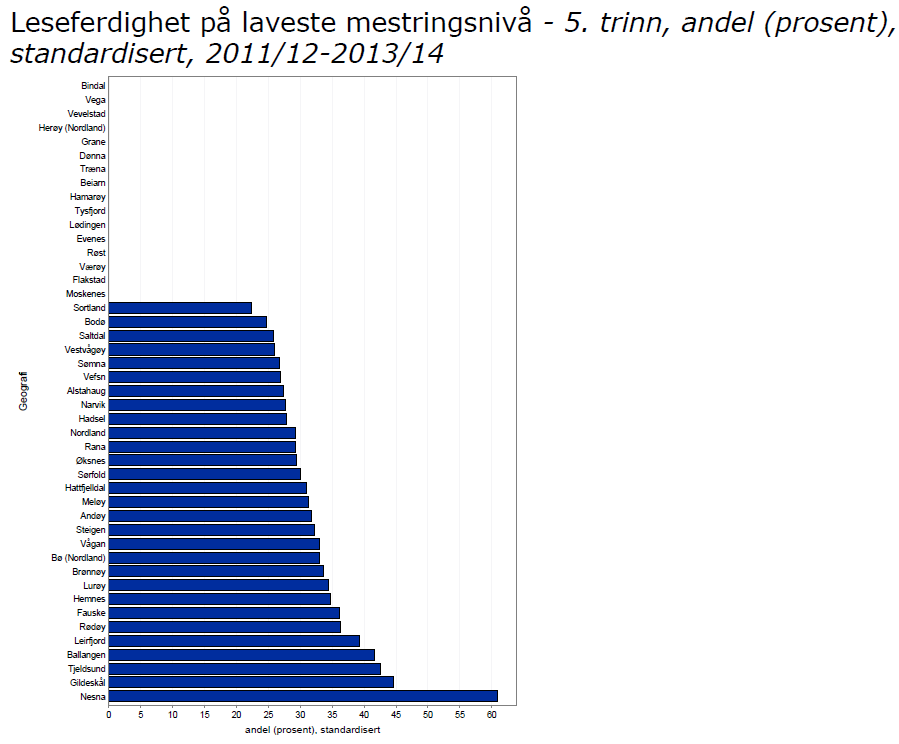 Leseferdighet på laveste mestringsnivå - 5. trinn, andel (prosent),
standardisert, 2011/12-2013/14
Bindal
Vega
Vevelstad
Herøy (Nordland)
Grane
Dønna
Træna
Beiarn
Hamarøy
Tysfjord
Lødingen
Evenes
Røst
Værøy
Flakstad
Moskenes
Sortland
Bodø
Saltdal
Vestvågøy
Sømna
Vefsn
Alstahaug
Narvik
Hadsel
Nordland
Rana
Øksnes
Sørfold
Hattfjelldal
Meløy
Andøy
Steigen
Vågan
Bø (Nordland)
Brønnøy
Lurøy
Hemnes
Fauske
Rødøy
Leirfjord
Ballangen
Tjeldsund
Gildeskål
Nesna
Geografi
0 5 10 15 20 25 30 35 40 45 50 55 60
andel (prosent), standardisert